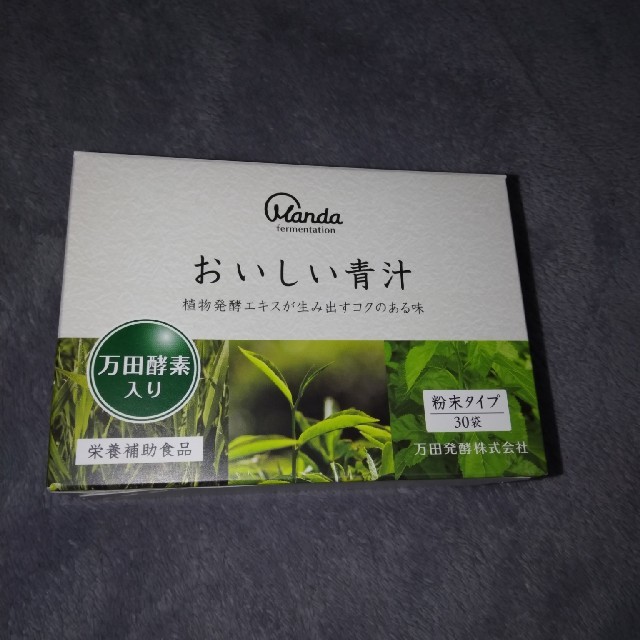 Manda
fermentation
おいしい青汁
植物発酵エキスが生み出すコクのある味
万田酵素
入り
栄養補助食品
粉末タイプ
30袋
万田発酵株式会社